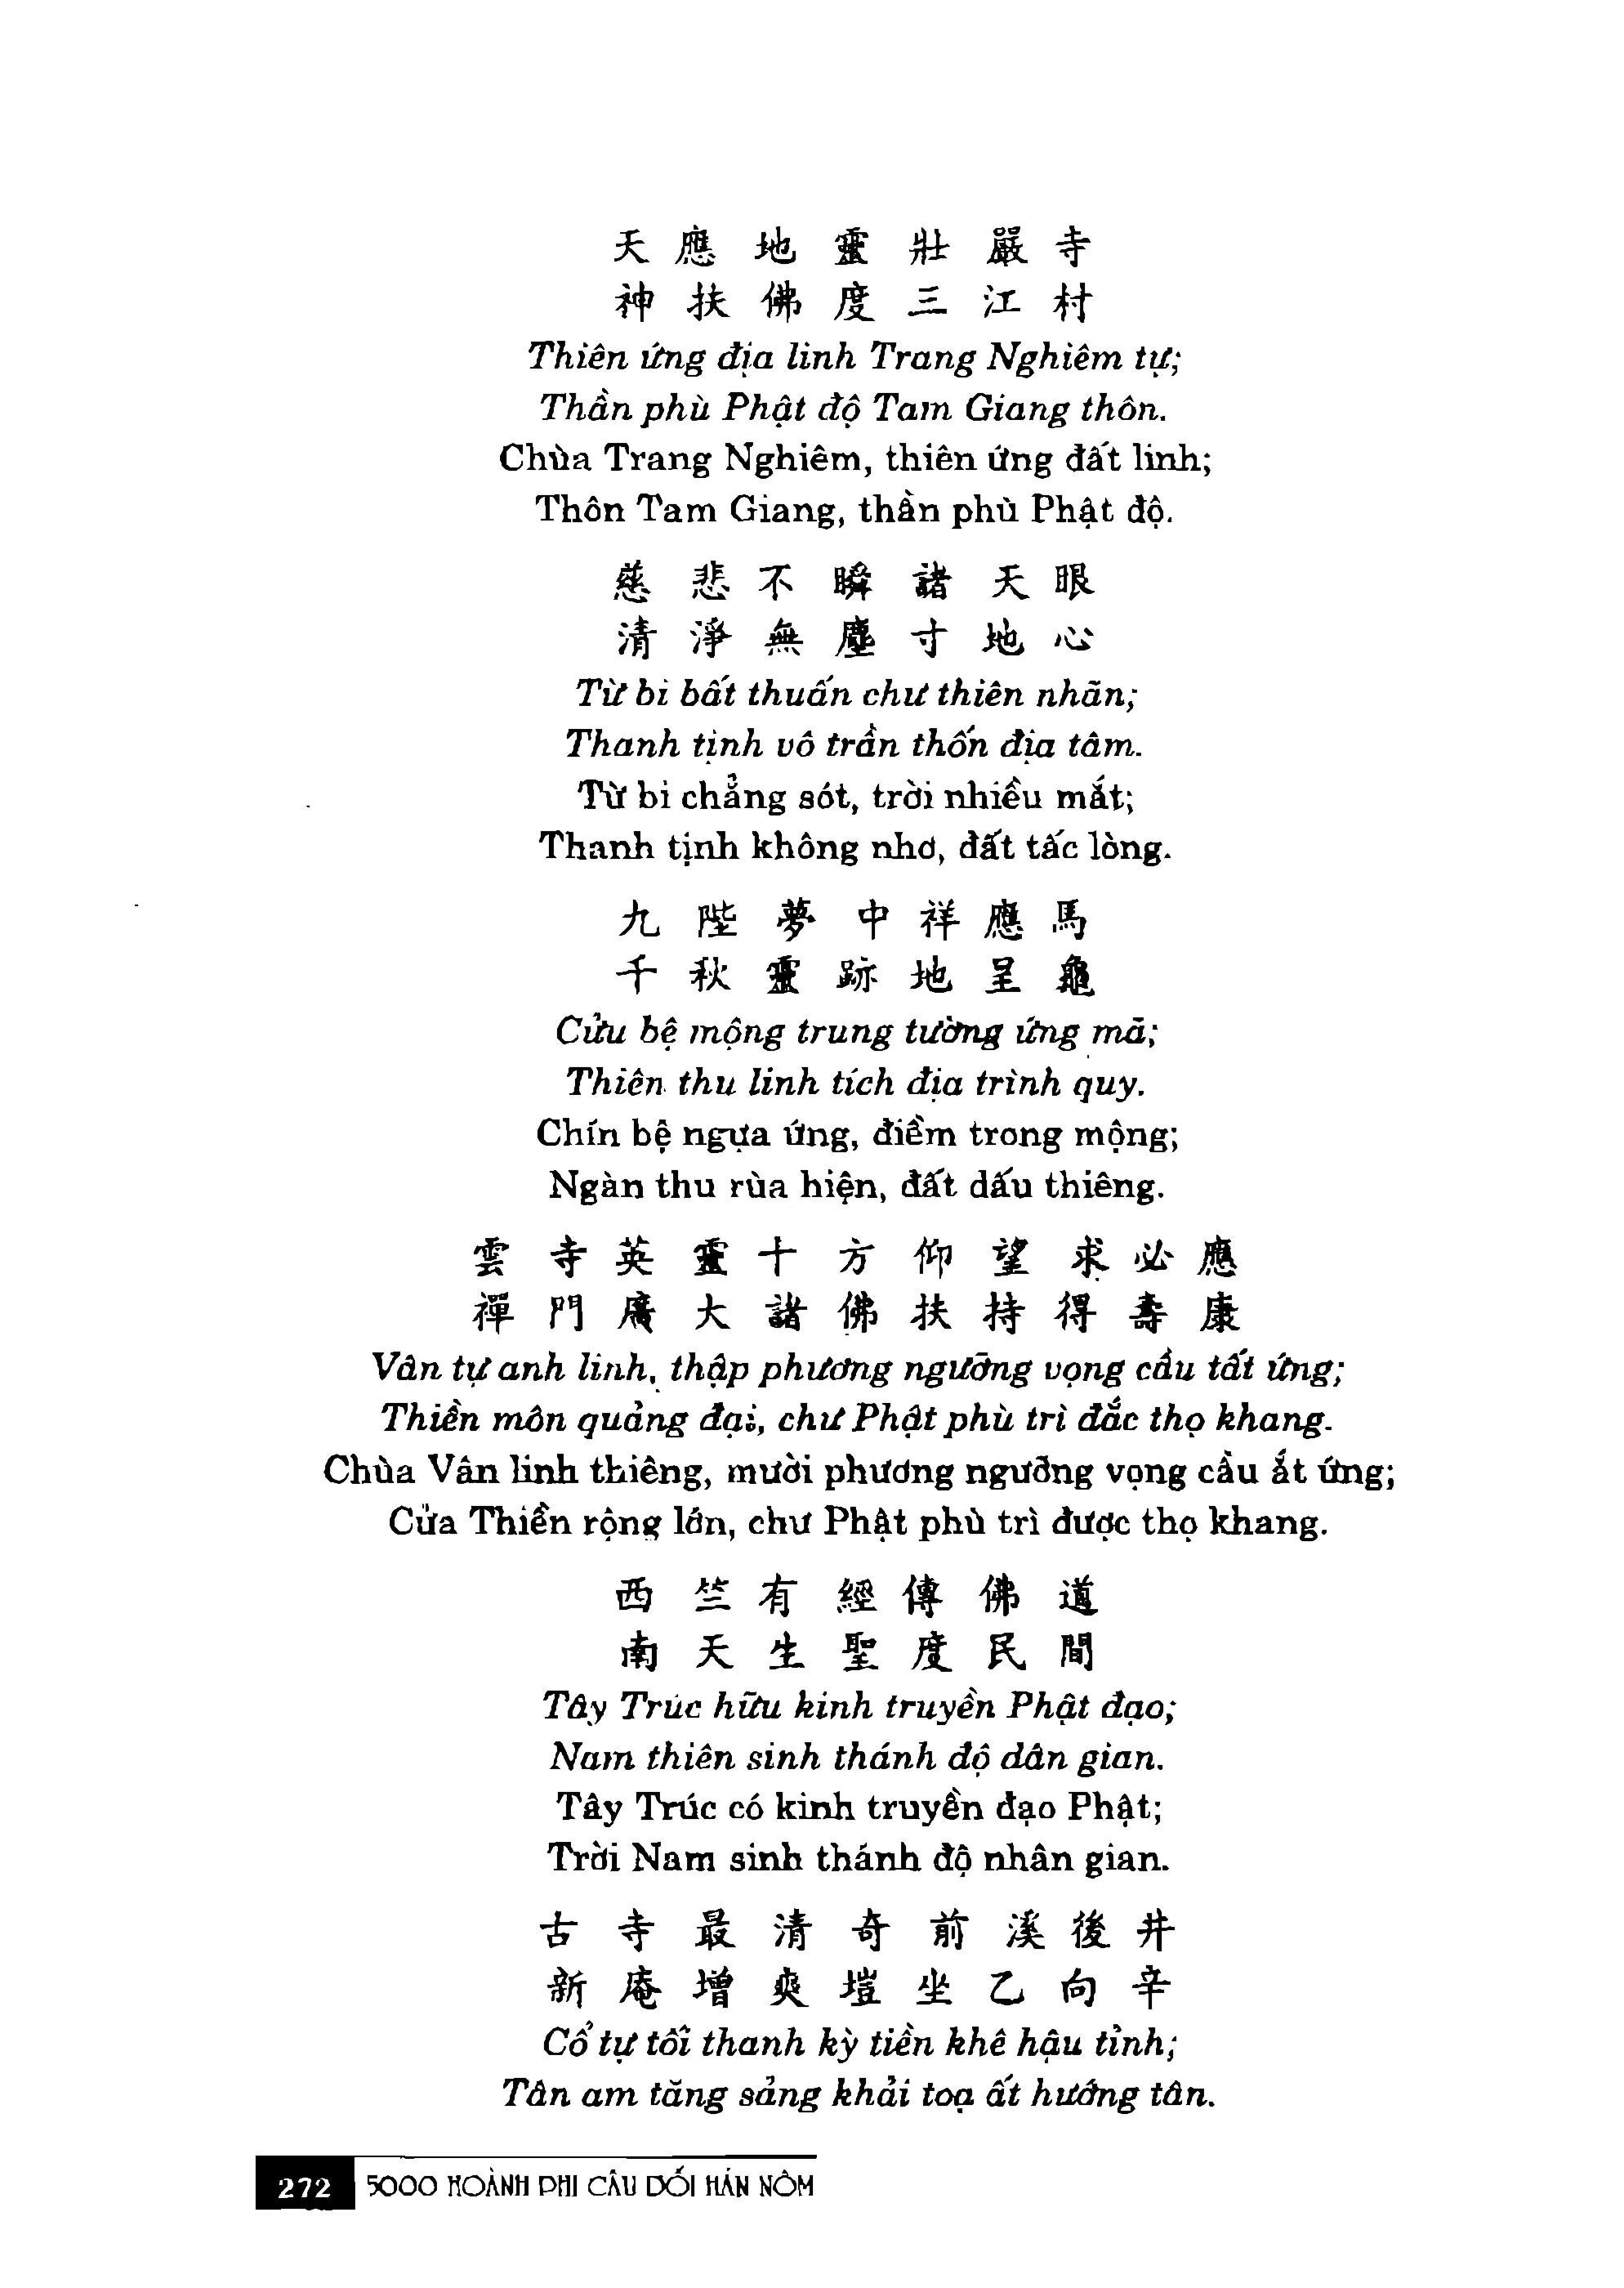 天應地靈壯嚴寺
神扶佛度三江村
Thiên ứng địa linh Trang Nghiêm tự;
Thần phù Phật độ Tam Giang thôn.
Chùa Trang Nghiêm, thiên ứng đất linh;
Thôn Tam Giang, thần phù Phật độ.
慈悲不瞬諸天眼
清淨無塵寸地心
Từ bi bất thuấn chư thiên nhãn;
Thanh tịnh vô trần thốn địa tâm.
Từ bi chẳng sót, trời nhiều mắt;
Thanh tịnh không nhơ, đất tấc lòng.
九陛夢中祥應馬
千秋靈跡地呈龜
Cửu bệ mộng trung tường ứng mã;
Thiên thu linh tích địa trình quy.
Chín bệ ngựa ứng, điềm trong mộng;
Ngàn thu rùa hiện, đất dấu thiêng.
雲寺英靈十方仰望求必應
禪門廣大諸佛扶持得壽康
Vân tự anh linh, thập phương ngưỡng vọng cầu tất ứng;
Thiền môn quảng đại, chư Phật phù trì đắc thọ khang.
Chùa Vân linh thiêng, mười phương ngưỡng vọng cầu ắt ứng;
Cửa Thiền rộng lớn, chư Phật phù trì được thọ khang.
西竺有經傳佛道
南天生聖度民間
Tây Trúc hữu kinh truyền Phật đạo;
Nam thiên sinh thánh độ dân gian.
Tây Trúc có kinh truyền đạo Phật;
Trời Nam sinh thánh độ nhân gian.
古寺最清奇前溪後井
新庵增爽塏坐乙向辛
Cổ tự tối thanh kỳ tiền khê hậu tỉnh;
Tân am tăng sảng khải toạ ất hướng tân.
272 5000 HOÀNH PHI CÂU ĐỐI HÁN NÔM